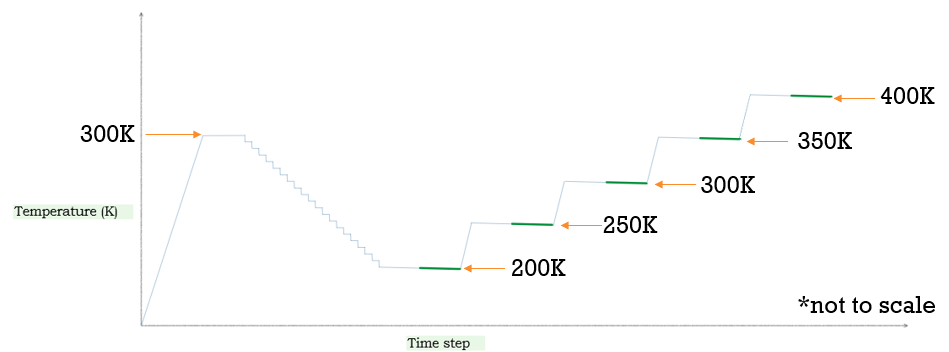 400K
300K
350K
300K
Temperature (K)
250K
200K
*not to scale
Time step